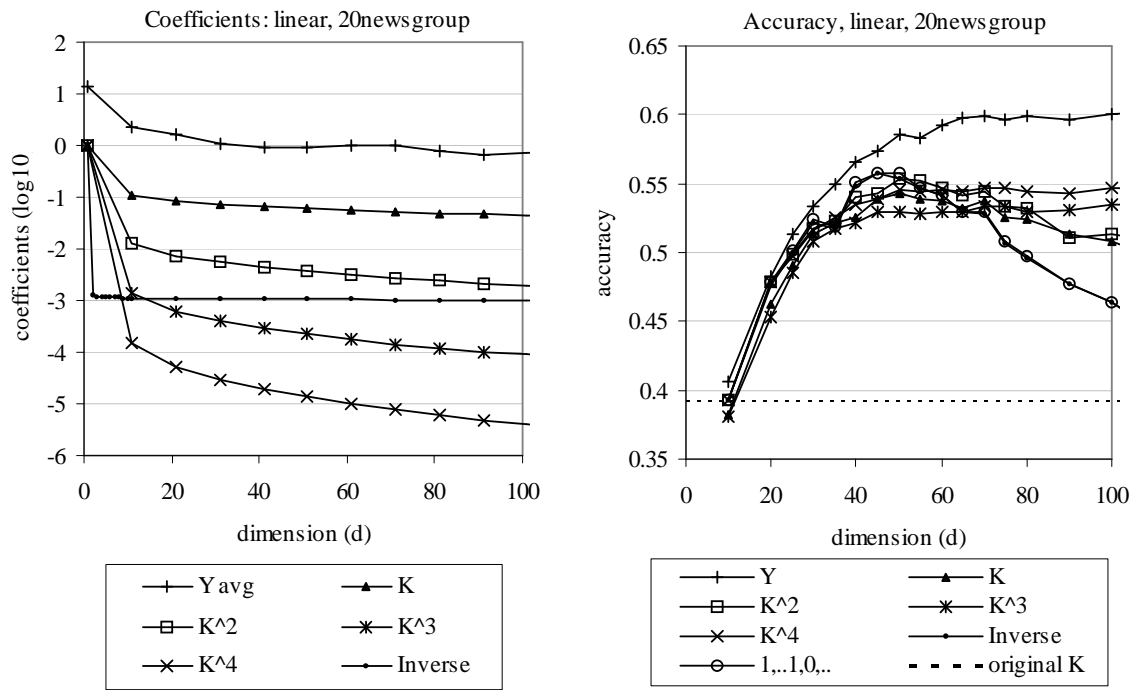 Coefficients: linear, 20newsgroup
2
1
0
-1
-2
-3
-4
-5
-6
coefficients (log10
0 20 40 60 80 100
dimension (d)
Y avg K
K^2 K^3
K^4 Inverse
Accuracy, linear, 20newsgroup
0.65
0.6
0.55
0.5
0.45
0.4
0.35
accuracy
0 20 40 60 80 100
dimension (d)
Y K
K^2 K^3
K^4 Inverse
1,..1,0,.. original K